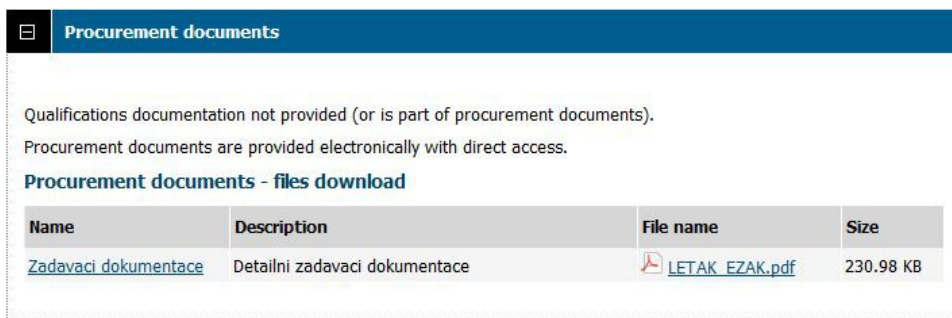 Procurement documents
Qualifications documentation not provided (or is part of procurement documents).
Procurement documents are provided electronically with direct access.
Procurement documents - files download
Name Description File name Size
Zadavaci dokumentace Detailni zadavaci dokumentace LETAK_EZAK.pdf 230.98 KB